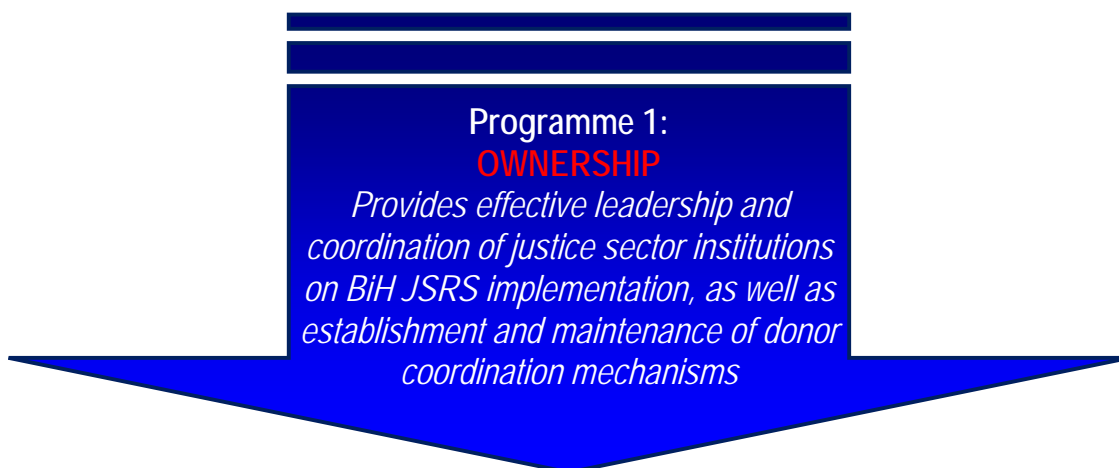 Programme 1:
OWNERSHIP
Provides effective leadership and
coordination of justice sector institutions
on BiH JSRS implementation, as well as
establishment and maintenance of donor
coordination mechanisms